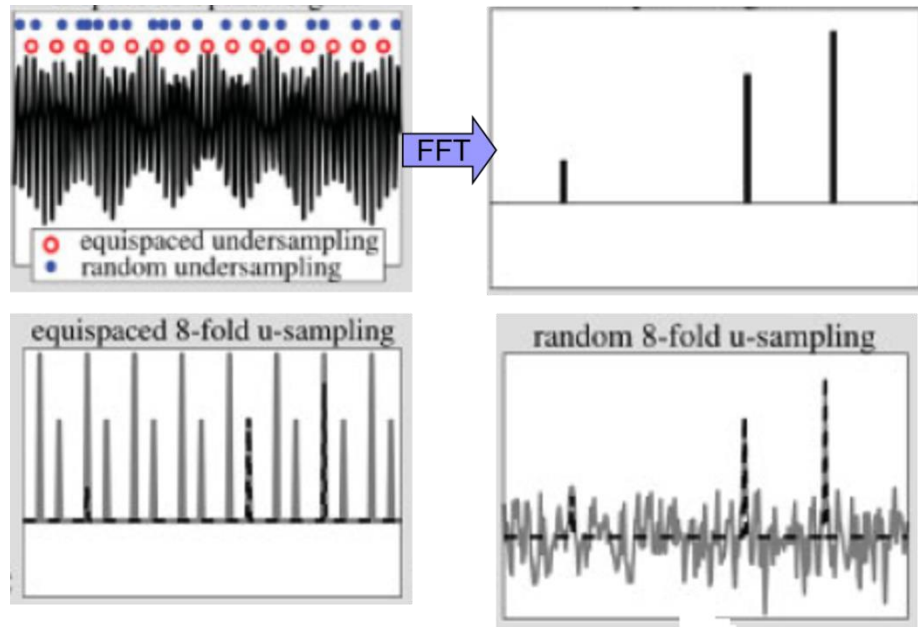 FFT
equispaced undersampling
random undersampling
equispaced 8-fold u-sampling
random 8-fold u-sampling